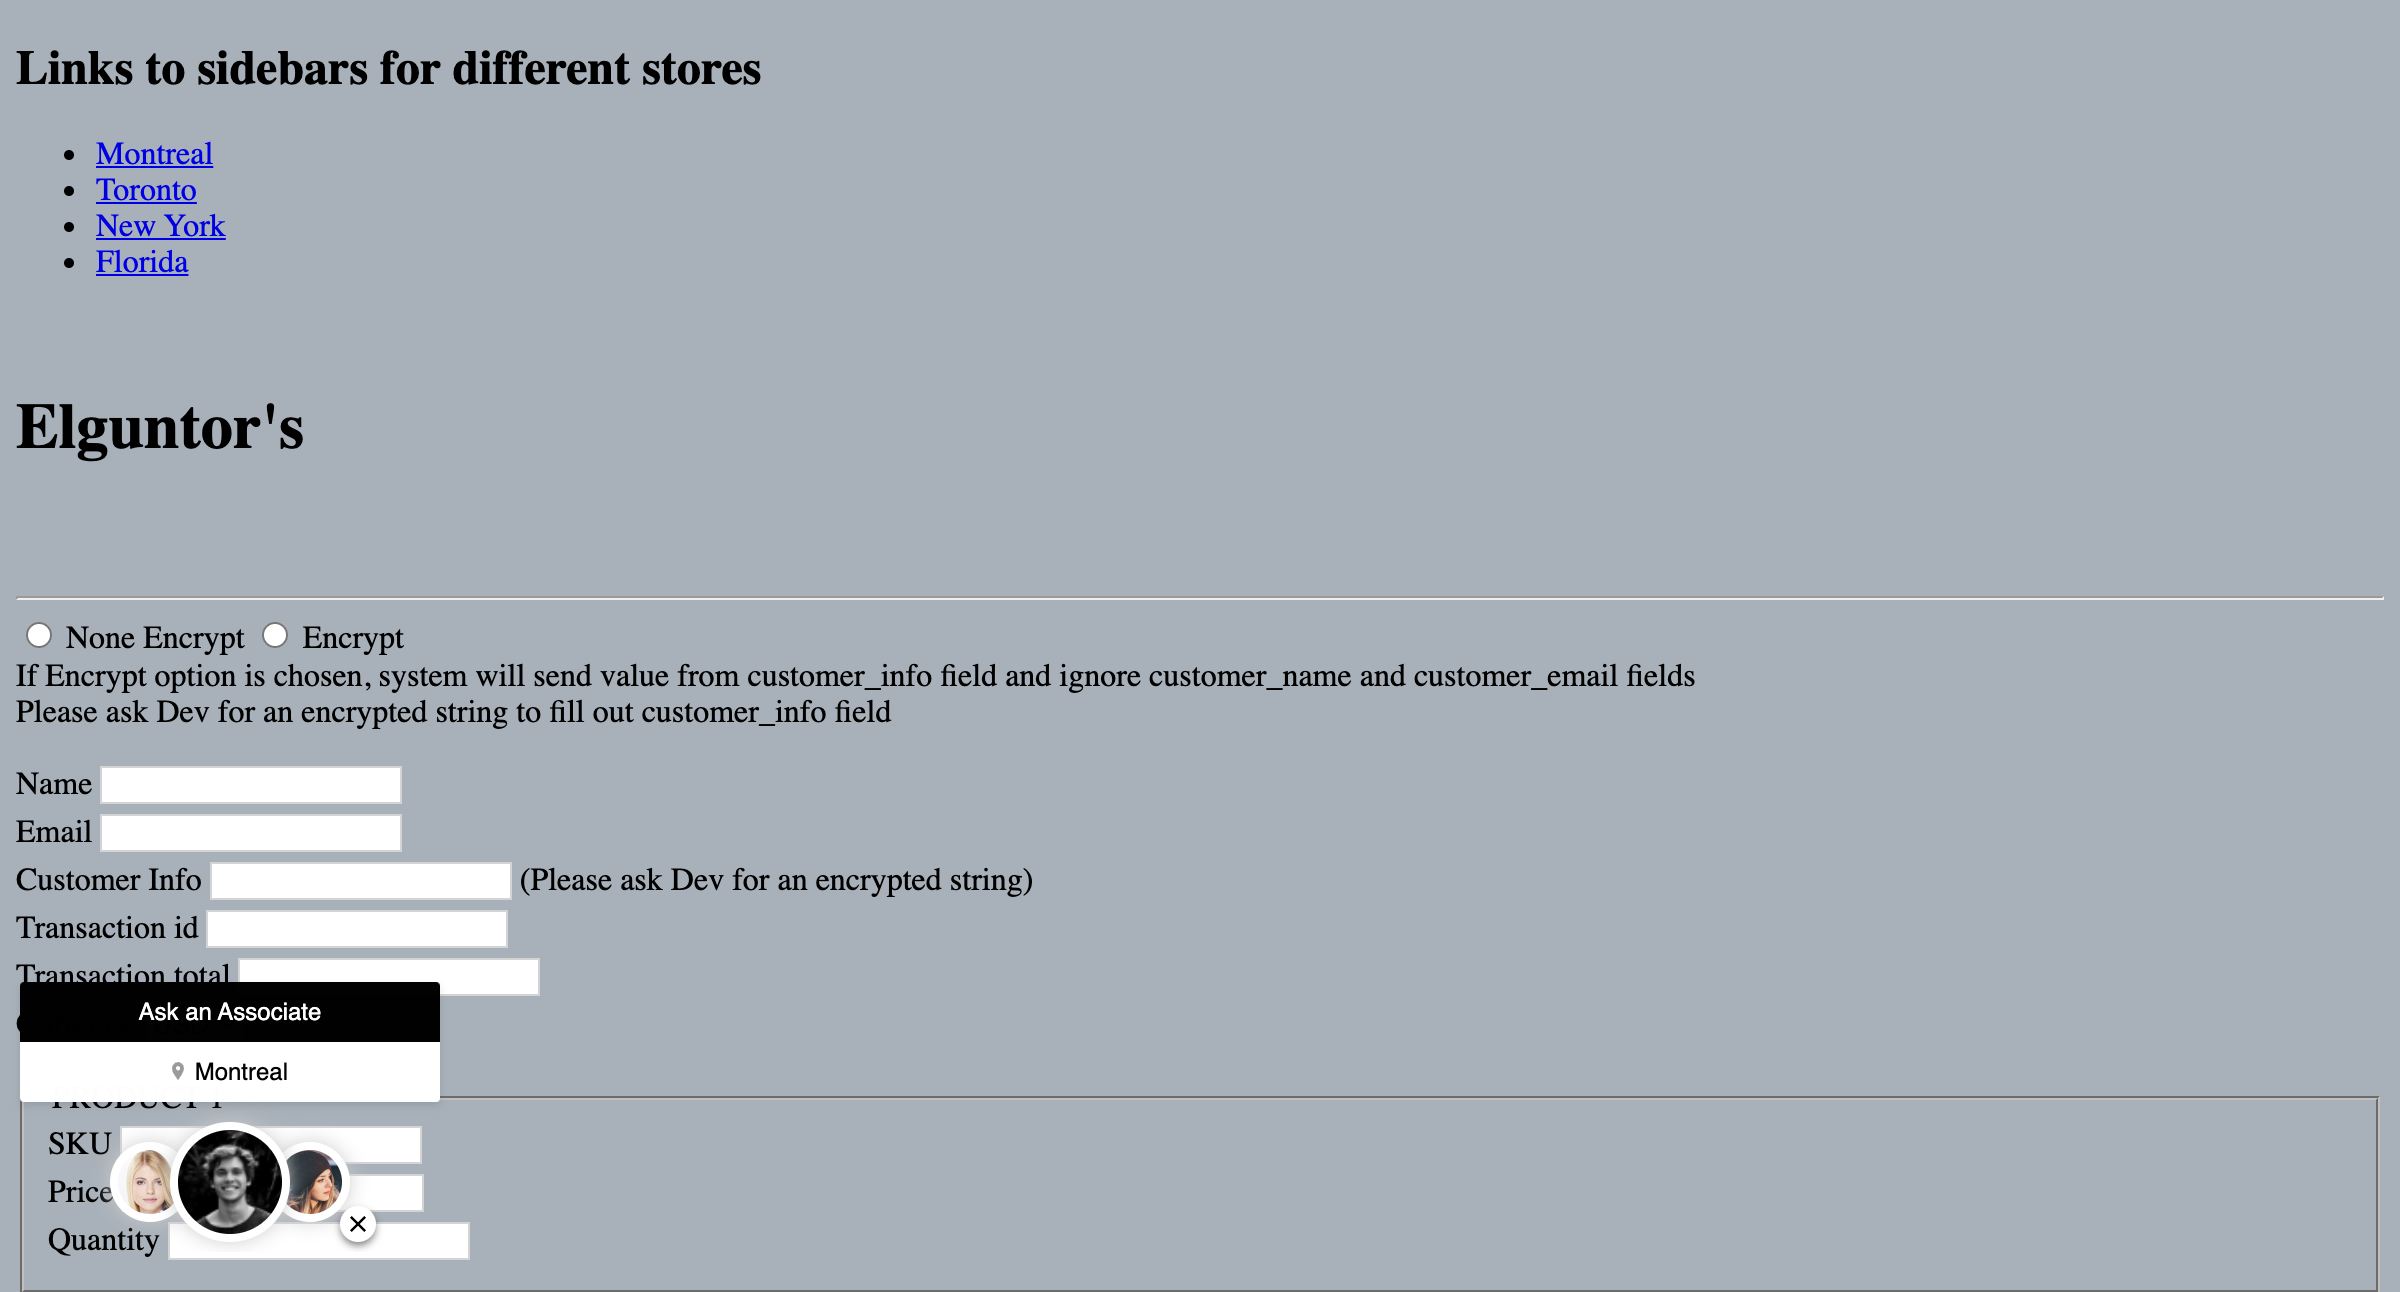 Links to sidebars for different stores
Montreal
Toronto
New York
Florida
Elguntor's
None Encrypt Encrypt
If Encrypt option is chosen, system will send value from customer_info field and ignore customer_name and customer_email fields
Please ask Dev for an encrypted string to fill out customer_info field
Name
Email
Customer Info (Please ask Dev for an encrypted string)
Transaction id
Transaction total
Ask an Associate
Montreal
PRODUCT 1
SKU
Price
Quantity